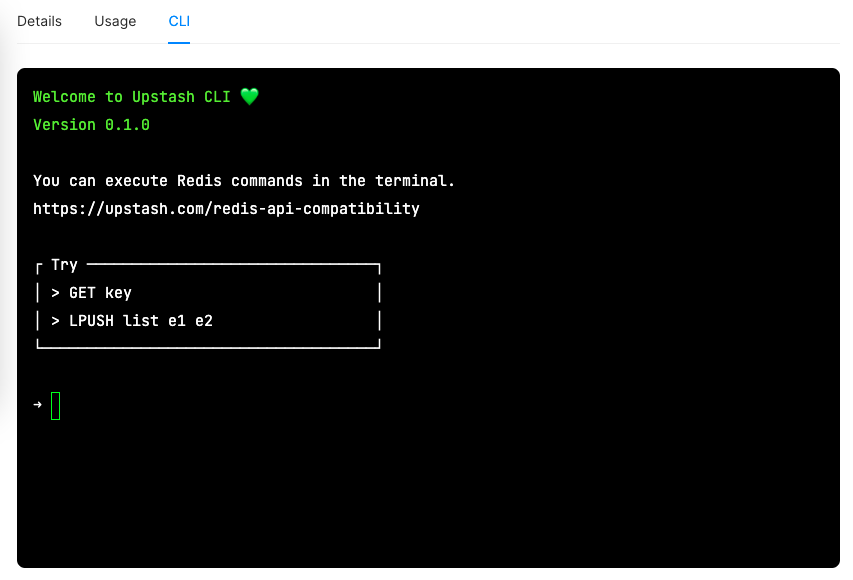 Details Usage CLI
Welcome to Upstash CLI 💚
Version 0.1.0
You can execute Redis commands in the terminal.
https://upstash.com/redis-api-compatibility
Try
> GET key
> LPUSH list e1 e2
➜